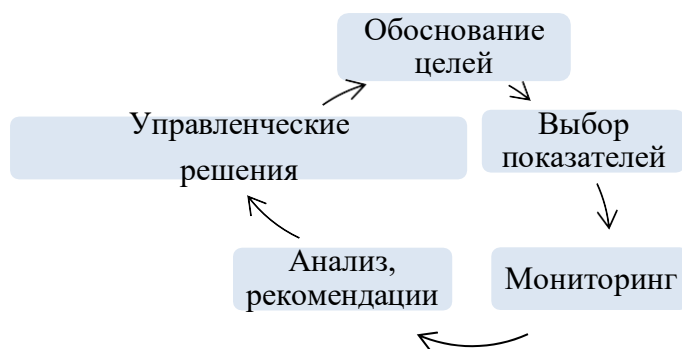 Обоснование
целей
Управленческие
решения
Выбор
показателей
Анализ,
рекомендации
Мониторинг